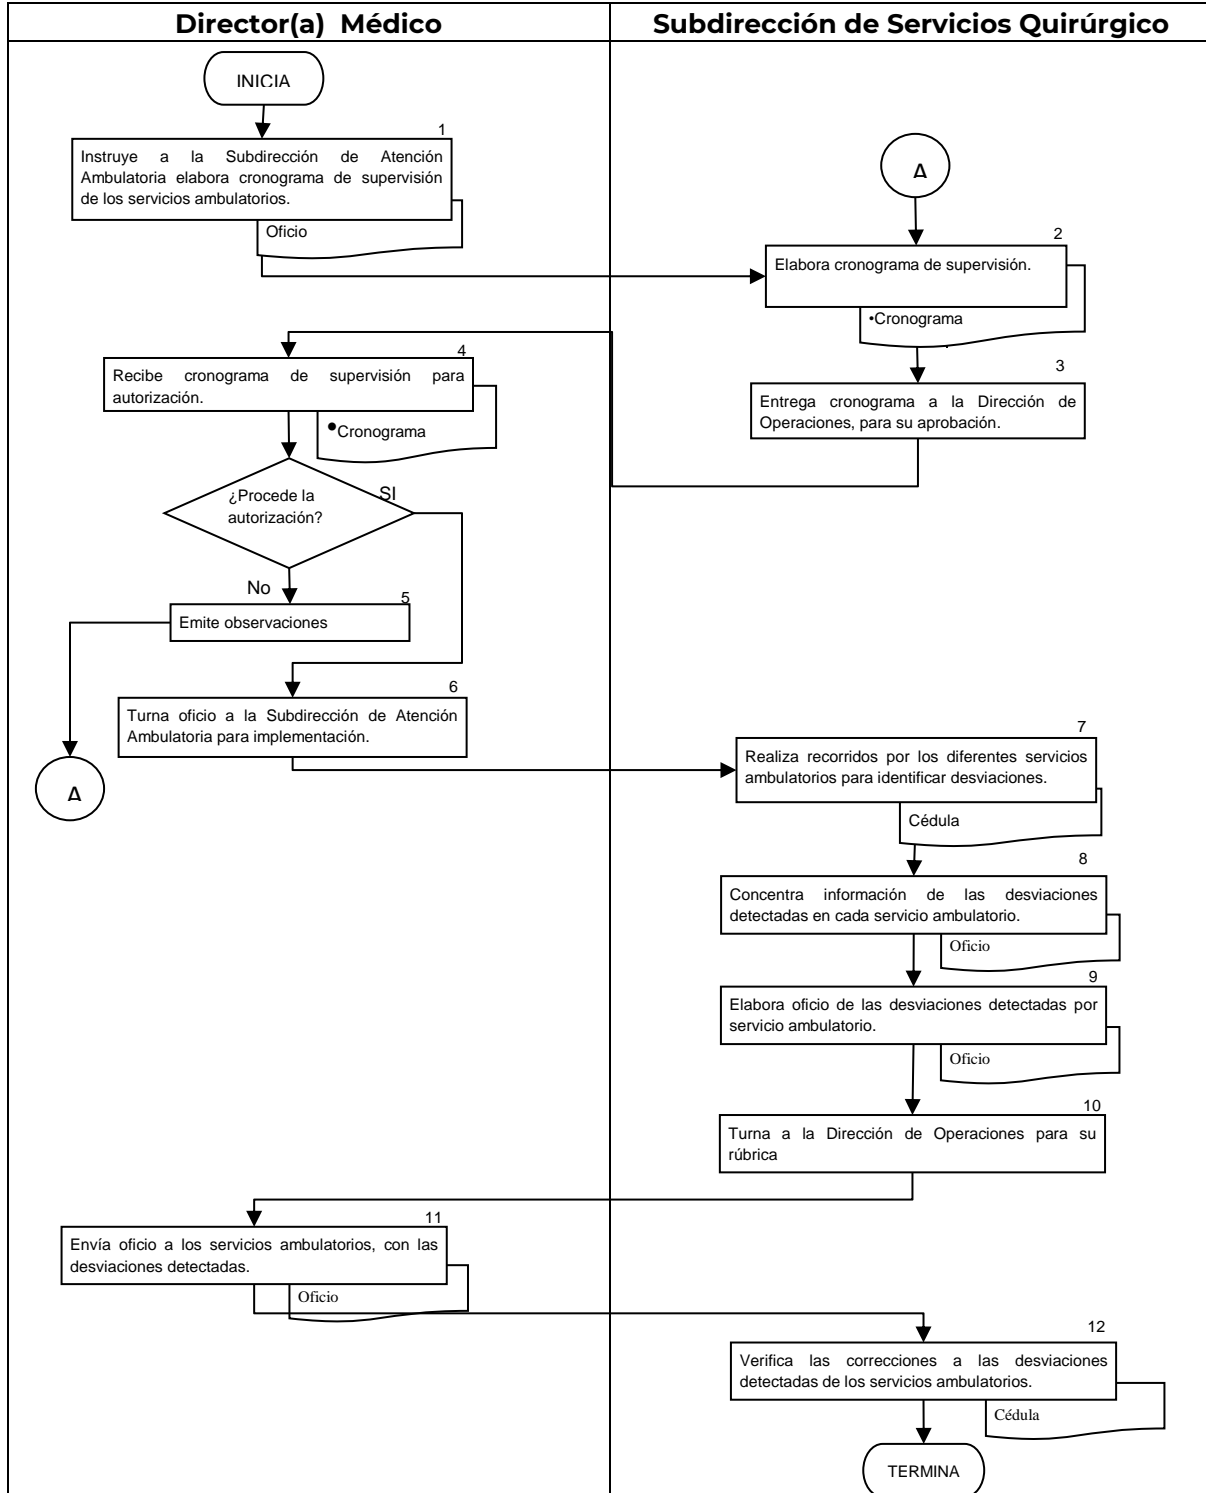 Director(a) Médico
Subdirección de Servicios Quirúrgico
INICIA
1
Instruye a la Subdirección de Atención
Ambulatoria elabora cronograma de supervisión
de los servicios ambulatorios.
Oficio
A
2
Elabora cronograma de supervisión.
•Cronograma
3
Entrega cronograma a la Dirección de
Operaciones, para su aprobación.
4
Recibe cronograma de supervisión para
autorización.
•Cronograma
¿Procede la
autorización?
SI
No
5
Emite observaciones
6
Turna oficio a la Subdirección de Atención
Ambulatoria para implementación.
A
7
Realiza recorridos por los diferentes servicios
ambulatorios para identificar desviaciones.
Cédula
8
Concentra información de las desviaciones
detectadas en cada servicio ambulatorio.
Oficio
9
Elabora oficio de las desviaciones detectadas por
servicio ambulatorio.
Oficio
10
Turna a la Dirección de Operaciones para su
rúbrica
11
Envía oficio a los servicios ambulatorios, con las
desviaciones detectadas.
Oficio
12
Verifica las correcciones a las desviaciones
detectadas de los servicios ambulatorios.
Cédula
TERMINA